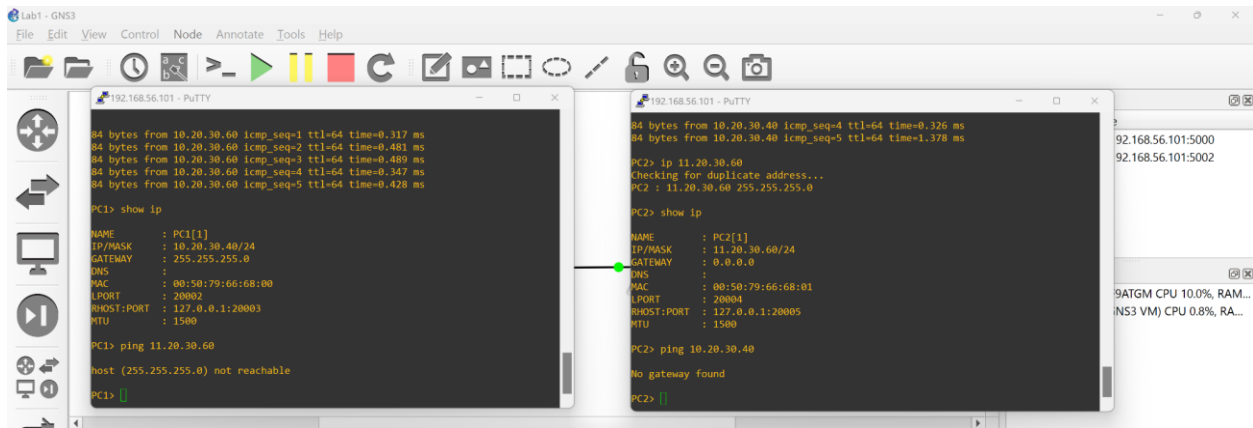 Lab1 - GNS3
File Edit View Control Node Annotate Tools Help
192.168.56.101 - PuTTY
84 bytes from 10.20.30.60 icmp_seq=1 ttl=64 time=0.317 ms
84 bytes from 10.20.30.60 icmp_seq=2 ttl=64 time=0.481 ms
84 bytes from 10.20.30.60 icmp_seq=3 ttl=64 time=0.489 ms
84 bytes from 10.20.30.60 icmp_seq=4 ttl=64 time=0.347 ms
84 bytes from 10.20.30.60 icmp_seq=5 ttl=64 time=0.428 ms
PC1> show ip
NAME : PC1[1]
IP/MASK : 10.20.30.40/24
GATEWAY : 255.255.255.0
DNS :
MAC : 00:50:79:66:68:00
LPORT : 20002
RHOST:PORT : 127.0.0.1:20003
MTU : 1500
PC1> ping 11.20.30.60
host (255.255.255.0) not reachable
PC1>
192.168.56.101 - PuTTY
84 bytes from 10.20.30.40 icmp_seq=4 ttl=64 time=0.326 ms
84 bytes from 10.20.30.40 icmp_seq=5 ttl=64 time=1.378 ms
PC2> ip 11.20.30.60
Checking for duplicate address...
PC2 : 11.20.30.60 255.255.255.0
PC2> show ip
NAME : PC2[1]
IP/MASK : 11.20.30.60/24
GATEWAY : 0.0.0.0
DNS :
MAC : 00:50:79:66:68:01
LPORT : 20004
RHOST:PORT : 127.0.0.1:20005
MTU : 1500
PC2> ping 10.20.30.40
No gateway found
PC2>
92.168.56.101:5000
92.168.56.101:5002
9ATGM CPU 10.0%, RAM...
NS3 VM) CPU 0.8%, RA...